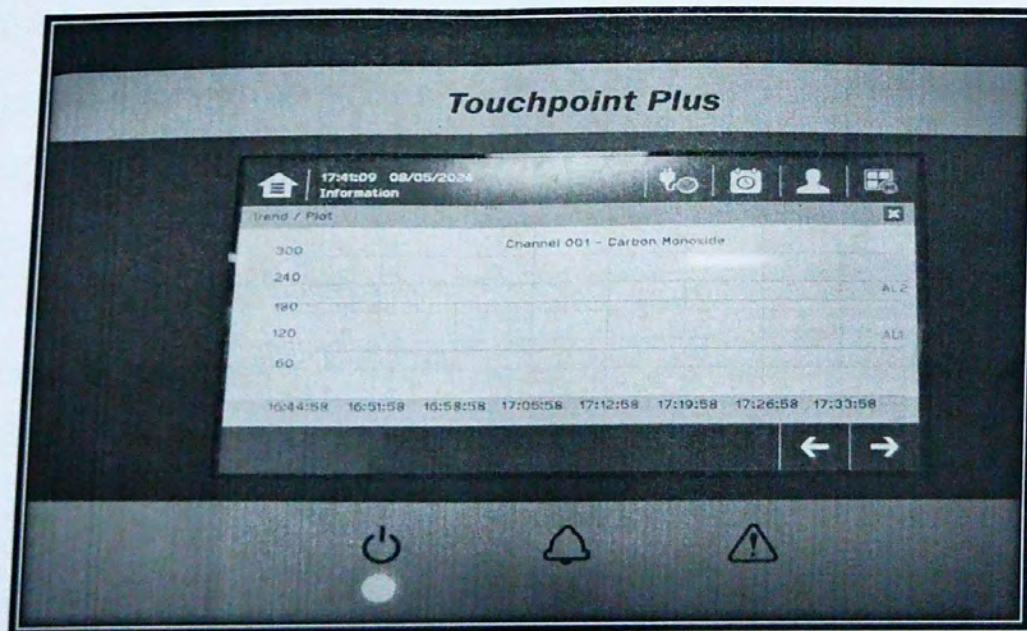 Touchpoint Plus
17:41:09 08/05/2024
Information
Trend / Plot
Channel 001 - Carbon Monoxide
300
240
AL2
180
120
AL1
60
16:44:58 16:51:58 16:58:58 17:05:58 17:12:58 17:19:58 17:26:58 17:33:58